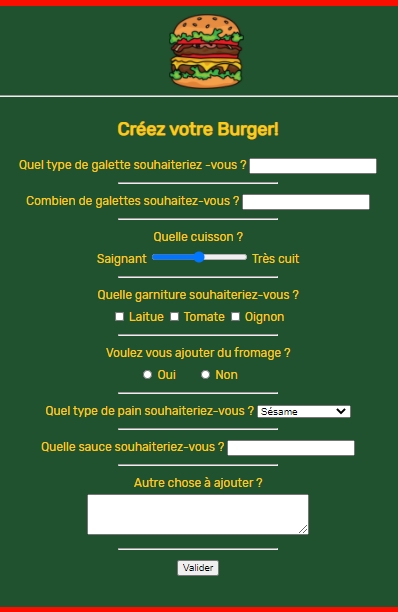 Créez votre Burger!
Quel type de galette souhaiteriez -vous ?
Combien de galettes souhaitez-vous ?
Quelle cuisson ?
Saignant Très cuit
Quelle garniture souhaiteriez-vous ?
Laitue Tomate Oignon
Voulez vous ajouter du fromage ?
Oui Non
Quel type de pain souhaiteriez-vous ? Sésame
Quelle sauce souhaiteriez-vous ?
Autre chose à ajouter ?
Valider